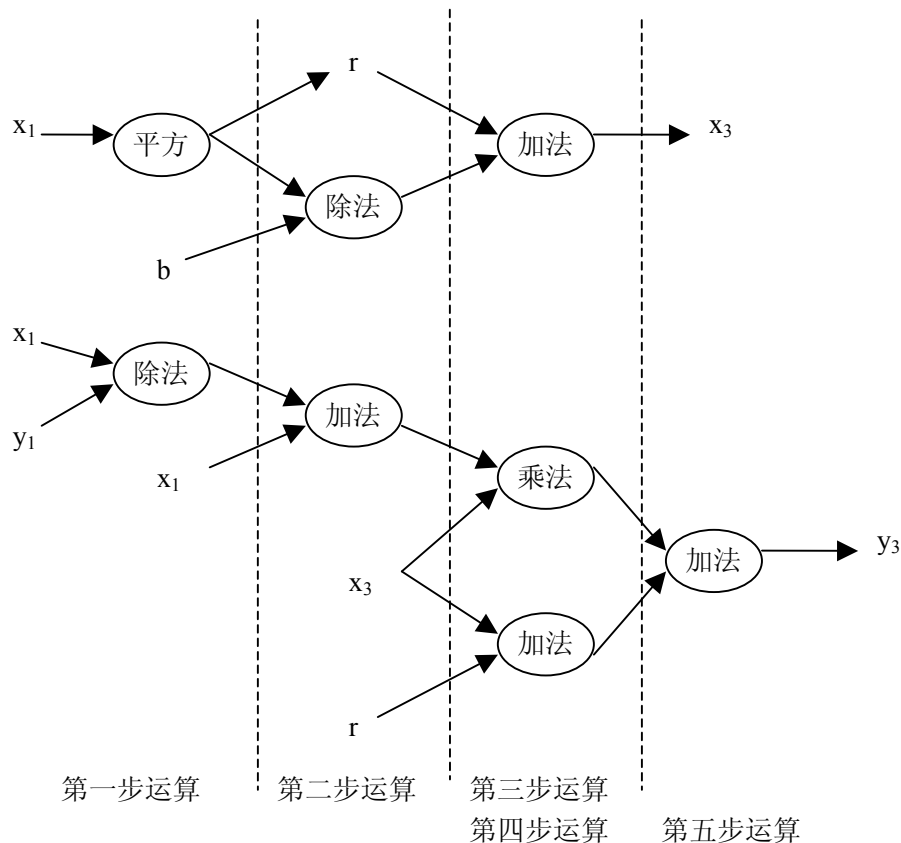 r
x₁ 平方 加法 x₃
除法
b
x₁
除法
加法
y₁
x₁
乘法
加法 y₃
x₃
加法
r
第一步运算 第二步运算 第三步运算
第四步运算 第五步运算